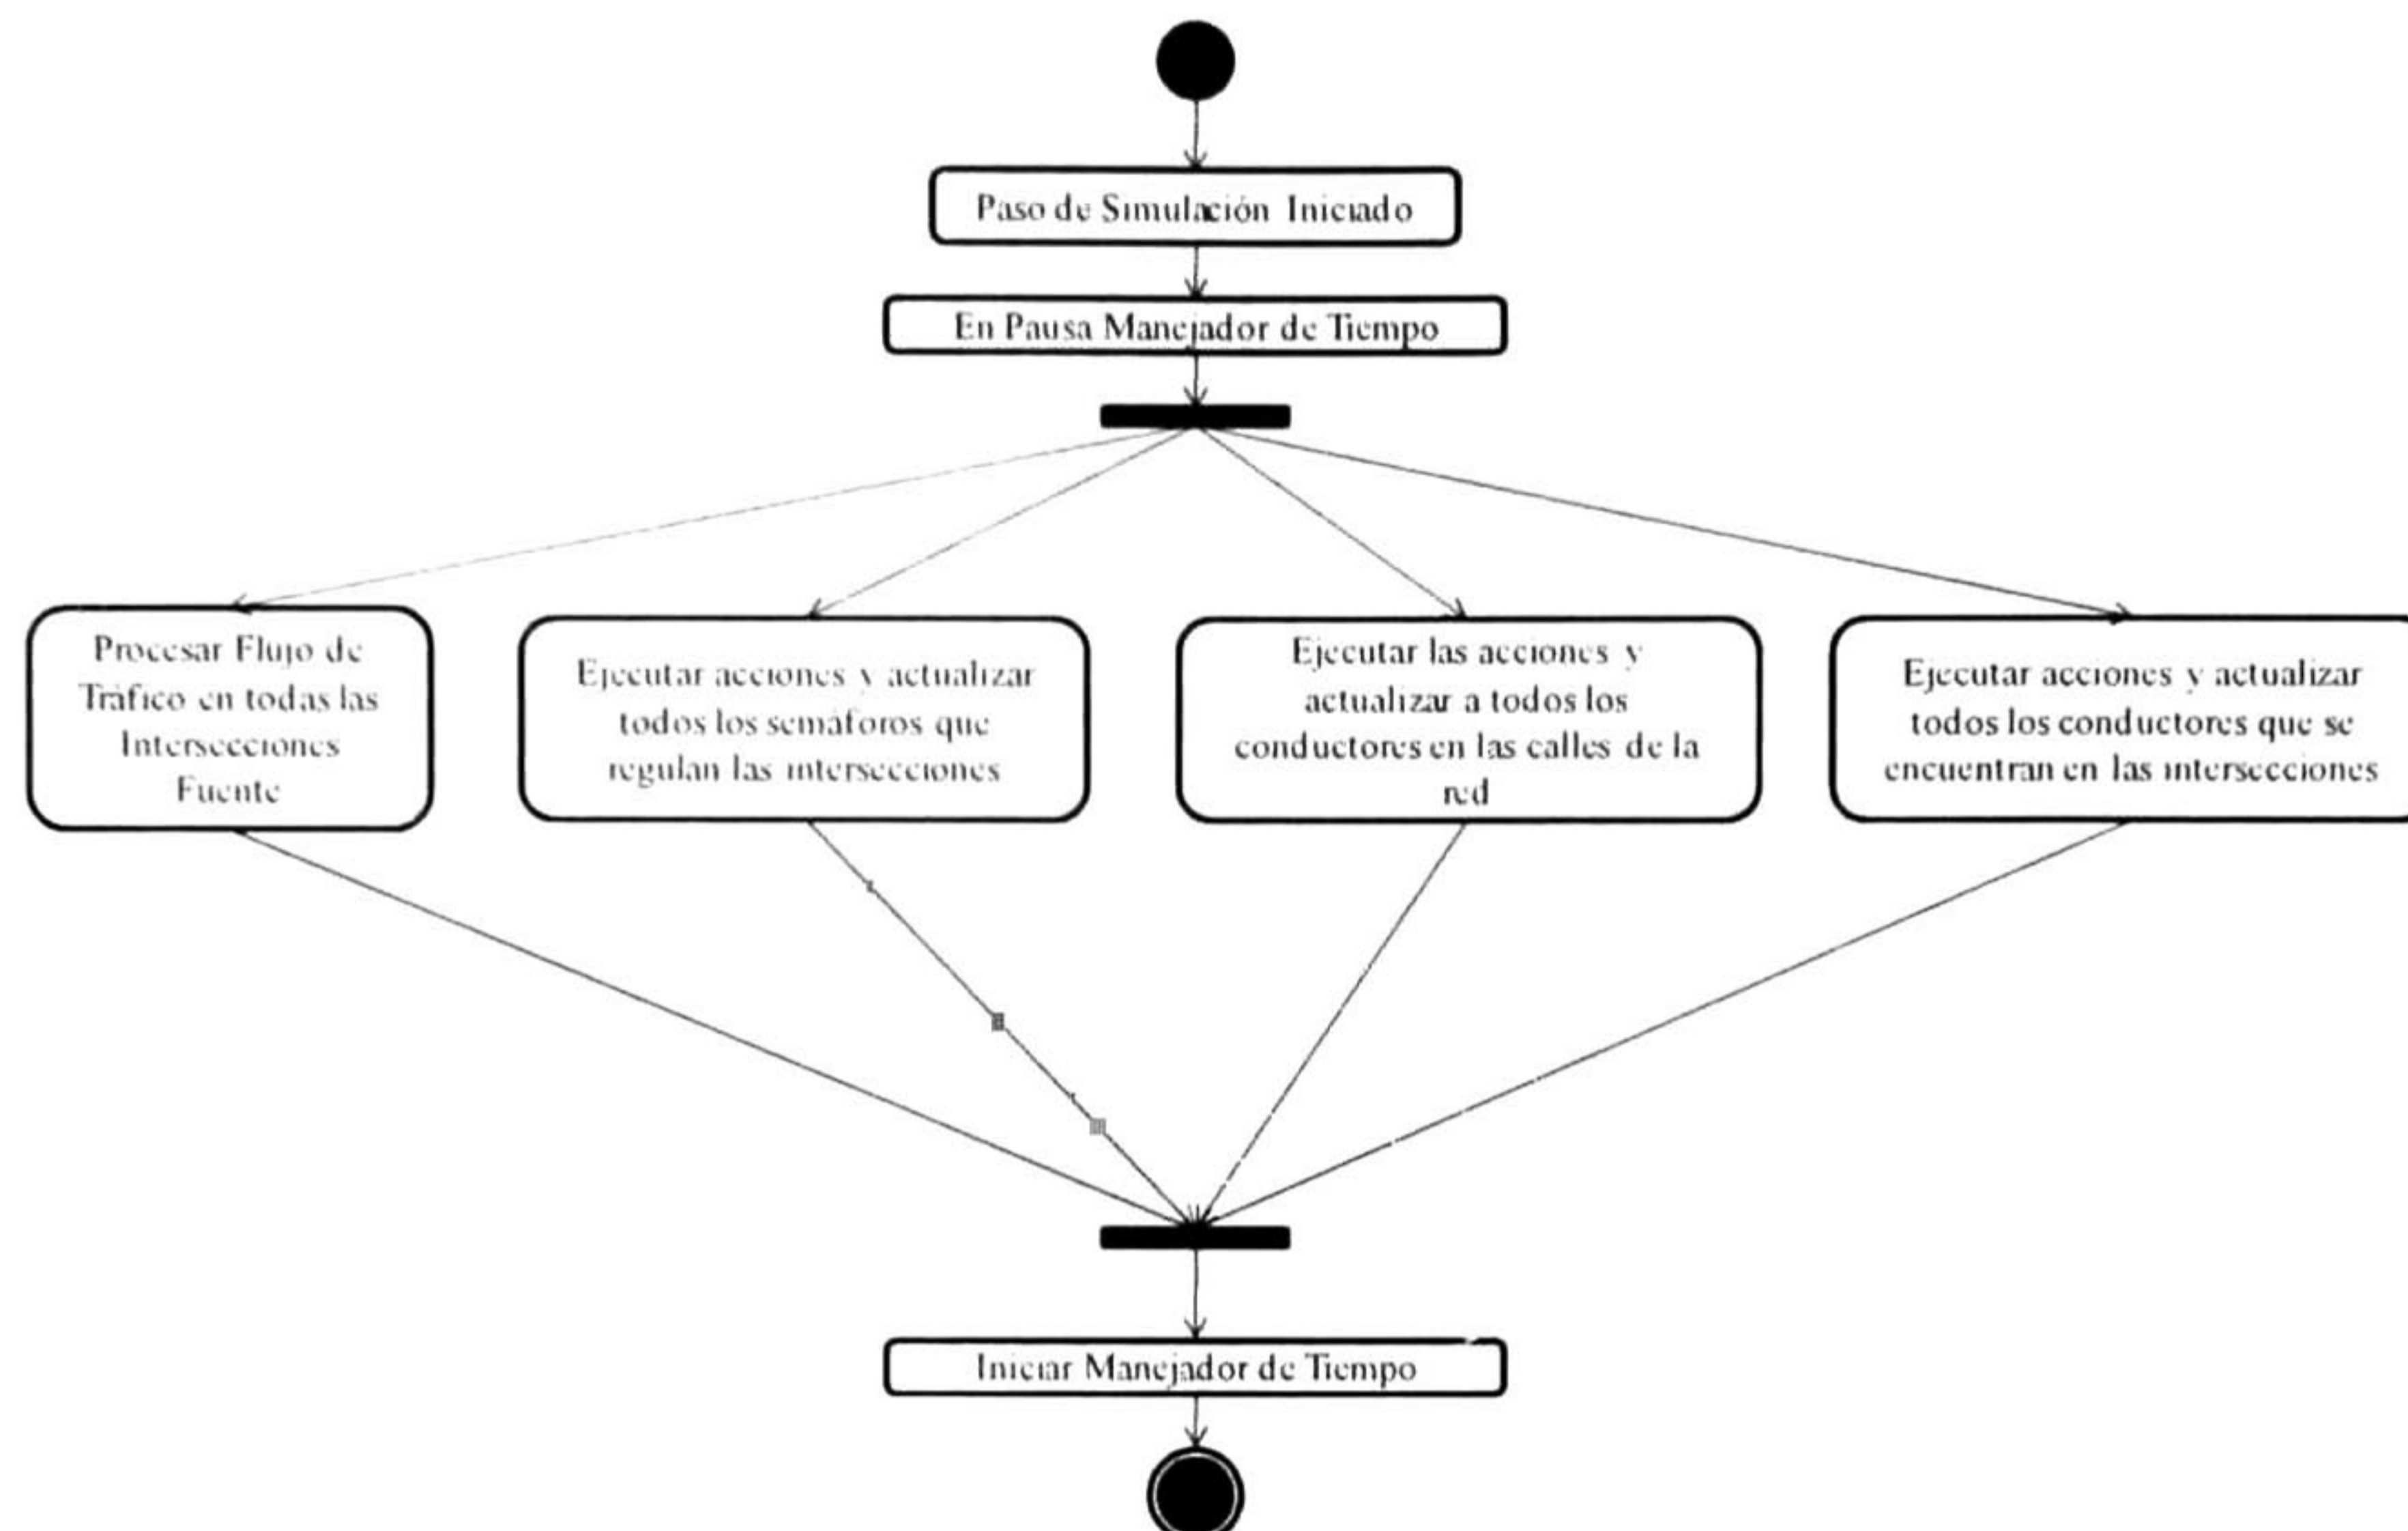 Paso de Simulación Iniciado
En Pausa Manejador de Tiempo
Procesar Flujo de
Tráfico en todas las
Intersecciones
Fuente
Ejecutar acciones y actualizar
todos los semáforos que
regulan las intersecciones
Ejecutar las acciones y
actualizar a todos los
conductores en las calles de la
red
Ejecutar acciones y actualizar
todos los conductores que se
encuentran en las intersecciones
Iniciar Manejador de Tiempo